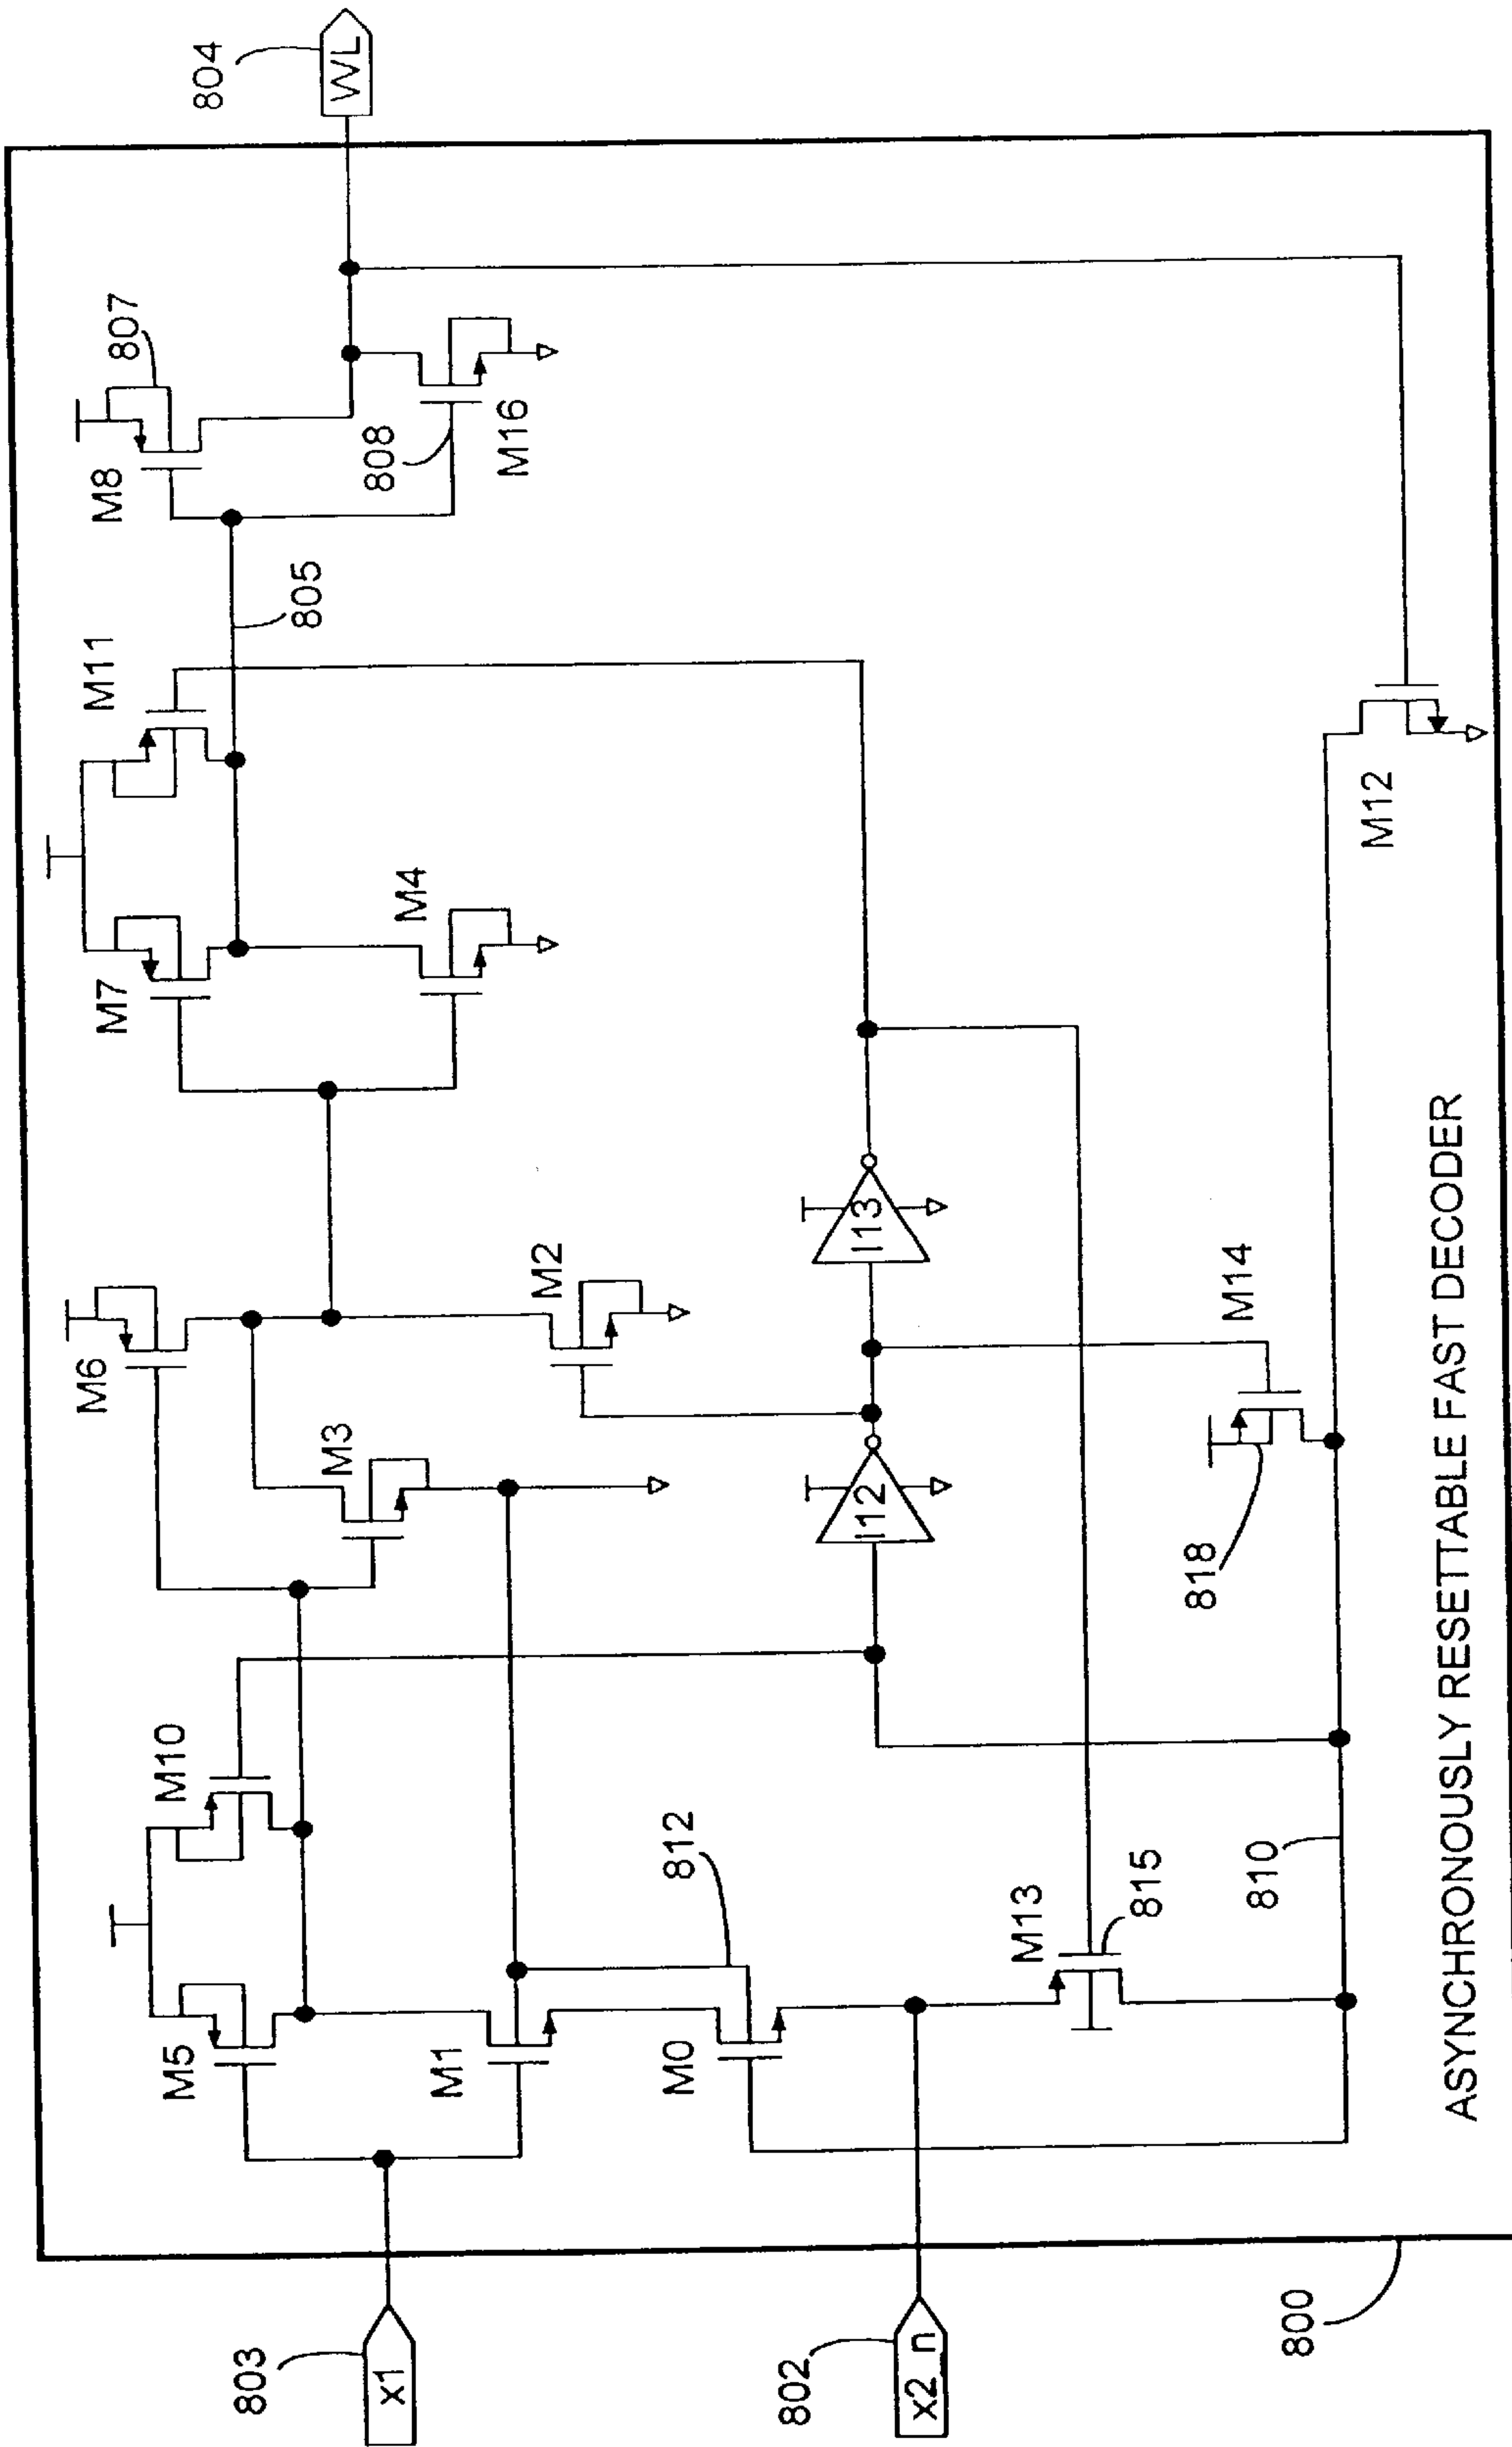 804
WL
807
M8
808
M16
805
M11
M7
M4
M6
M3
M2
M10
M5
M1
812
M0
M13
815
810
I12
I13
M14
818
M12
803
x1
802
x2_n
800
ASYNCHRONOUSLY RESETTABLE FAST DECODER